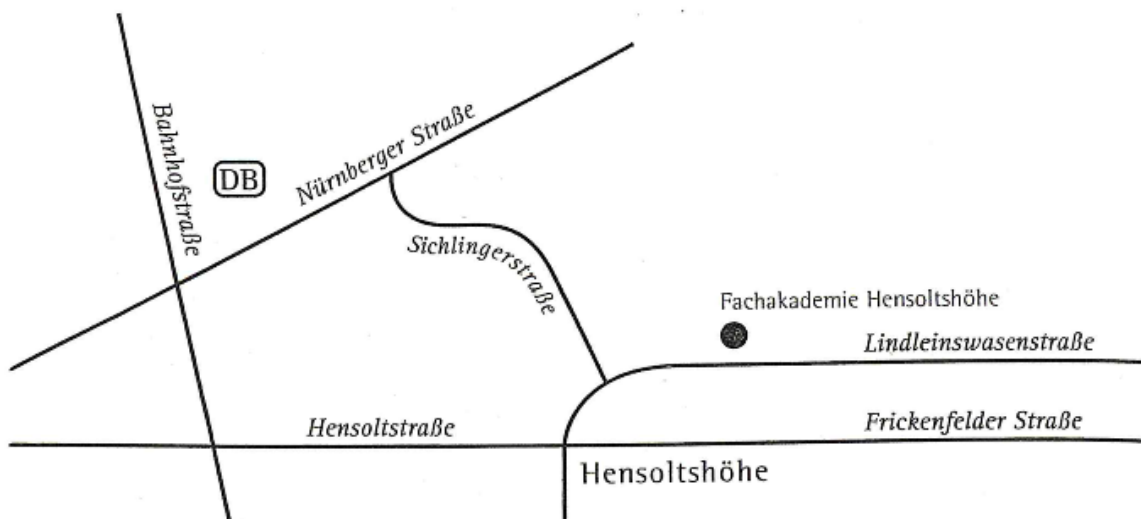 Bahnhofstraße
DB
Nürnberger Straße
Sichlingerstraße
Fachakademie Hensoltshöhe
Lindleinswasenstraße
Hensoltstraße
Frickenfelder Straße
Hensoltshöhe